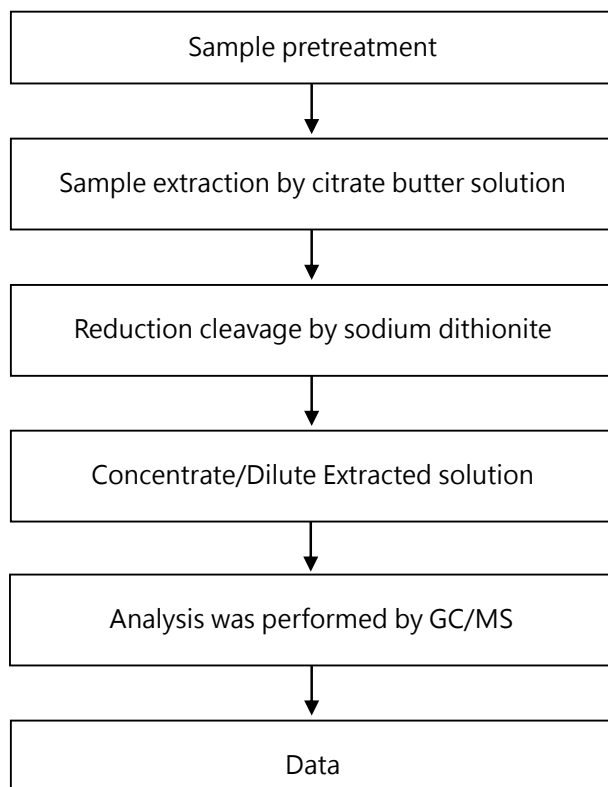 Sample pretreatment
Sample extraction by citrate butter solution
Reduction cleavage by sodium dithionite
Concentrate/Dilute Extracted solution
Analysis was performed by GC/MS
Data